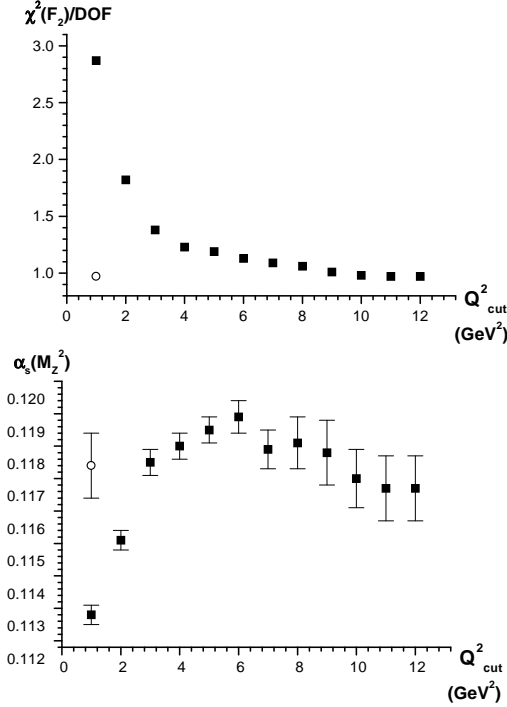 χ²(F₂)/DOF
3.0
2.5
2.0
1.5
1.0
0 2 4 6 8 10 12
Q²cut
(GeV²)
αs(MZ²)
0.120
0.119
0.118
0.117
0.116
0.115
0.114
0.113
0.112
0 2 4 6 8 10 12
Q²cut
(GeV²)